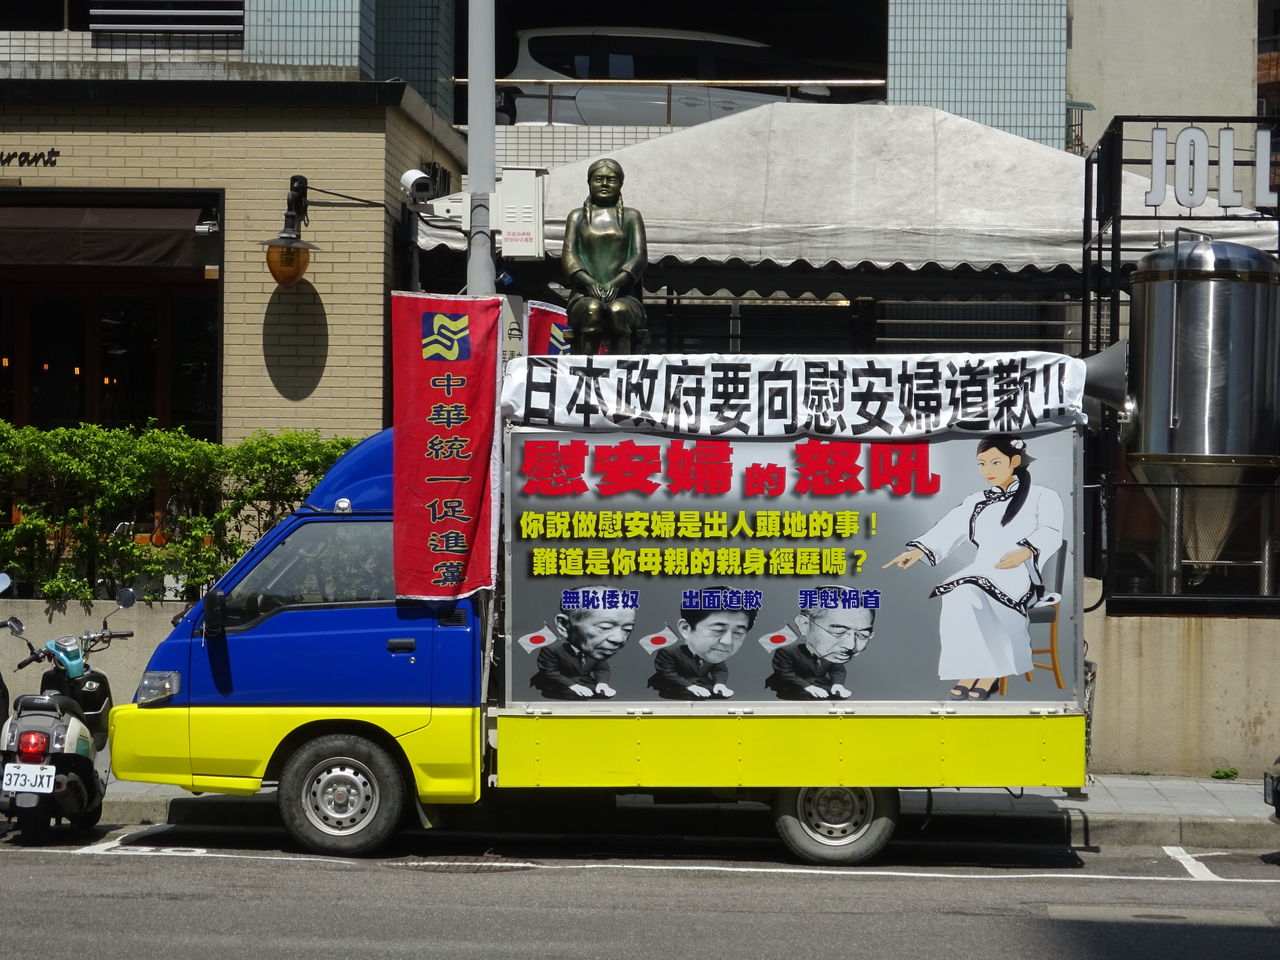 urant
JOLL
中華統一促進黨
日本政府要向慰安婦道歉!!
慰安婦的怒吼
你說做慰安婦是出人頭地的事！
難道是你母親的親身經歷嗎？
無恥倭奴
出面道歉
罪魁禍首
373-JXT